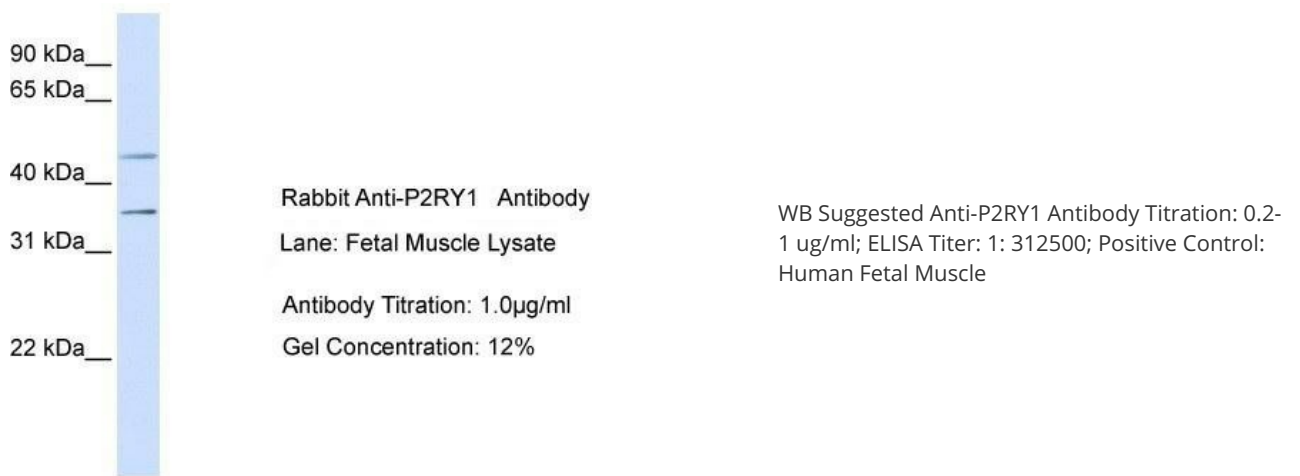 90 kDa__
65 kDa__
40 kDa__
31 kDa__
22 kDa__
Rabbit Anti-P2RY1 Antibody
Lane: Fetal Muscle Lysate
Antibody Titration: 1.0µg/ml
Gel Concentration: 12%
WB Suggested Anti-P2RY1 Antibody Titration: 0.2-
1 ug/ml; ELISA Titer: 1: 312500; Positive Control:
Human Fetal Muscle